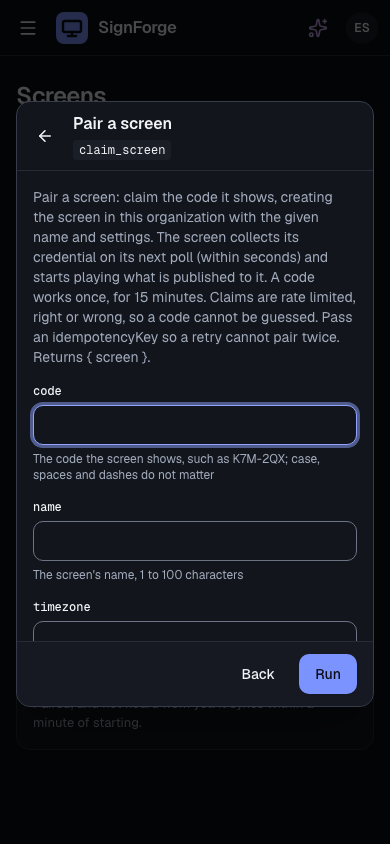 SignForge
ES
Screens
Pair a screen
claim_screen
Pair a screen: claim the code it shows, creating
the screen in this organization with the given
name and settings. The screen collects its
credential on its next poll (within seconds) and
starts playing what is published to it. A code
works once, for 15 minutes. Claims are rate limited,
right or wrong, so a code cannot be guessed. Pass
an idempotencyKey so a retry cannot pair twice.
Returns { screen }.
code
The code the screen shows, such as K7M-2QX; case,
spaces and dashes do not matter
name
The screen's name, 1 to 100 characters
timezone
Back
Run
minute of starting.